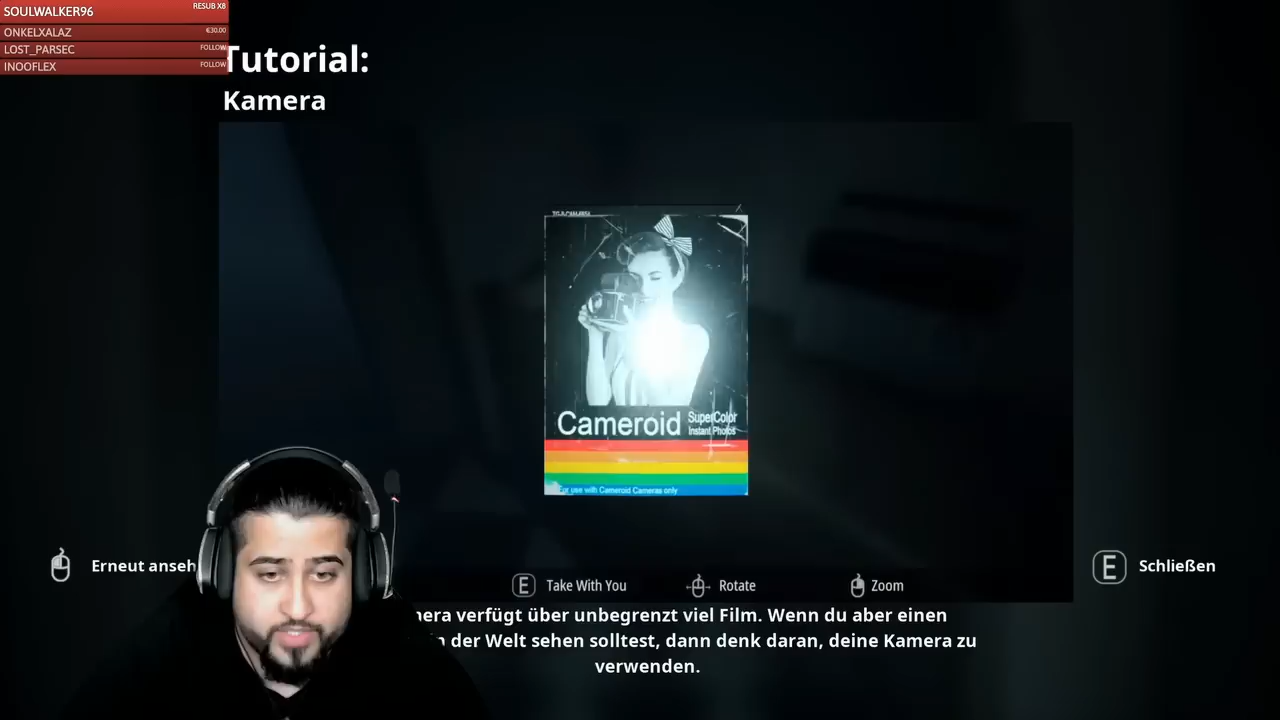 SOULWALKER96 RESUB X8
ONKELXALAZ €30.00
LOST_PARSEC FOLLOW
INOOFLEX FOLLOW
Tutorial:
Kamera
Cameroid SuperColor
Instant Photos
For use with Cameroid Cameras only
Erneut anseh
E Take With You
Rotate
Zoom
E Schließen
mera verfügt über unbegrenzt viel Film. Wenn du aber einen
in der Welt sehen solltest, dann denk daran, deine Kamera zu
verwenden.